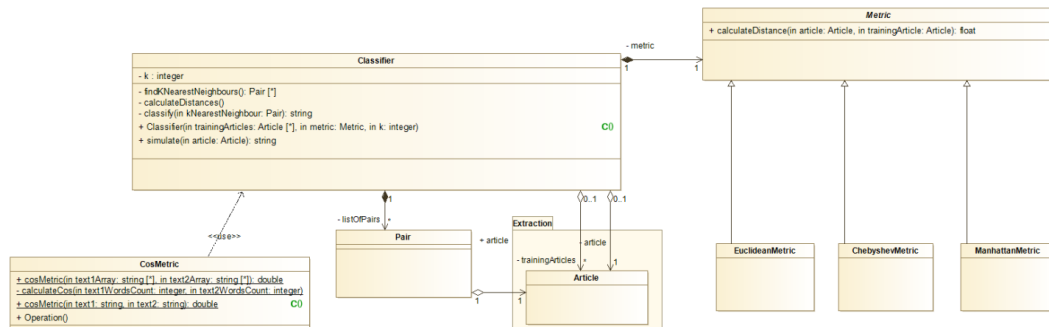 Metric
+ calculateDistance(in article: Article, in trainingArticle: Article): float
- metric
1
1
Classifier
- k : integer
- findKNearestNeighbours(): Pair [*]
- calculateDistances()
- classify(in kNearestNeighbour: Pair): string
+ Classifier(in trainingArticles: Article [*], in metric: Metric, in k: integer)
C()
+ simulate(in article: Article): string
1
0..1
0..1
- listOfPairs
*
<<use>>
Extraction
Pair
+ article
- article
EuclideanMetric
ChebyshevMetric
ManhattanMetric
- trainingArticles
*
1
CosMetric
+ cosMetric(in text1Array: string [*], in text2Array: string [*]): double
- calculateCos(in text1WordsCount: integer, in text2WordsCount: integer)
+ cosMetric(in text1: string, in text2: string): double
C()
+ Operation()
Article
1
1